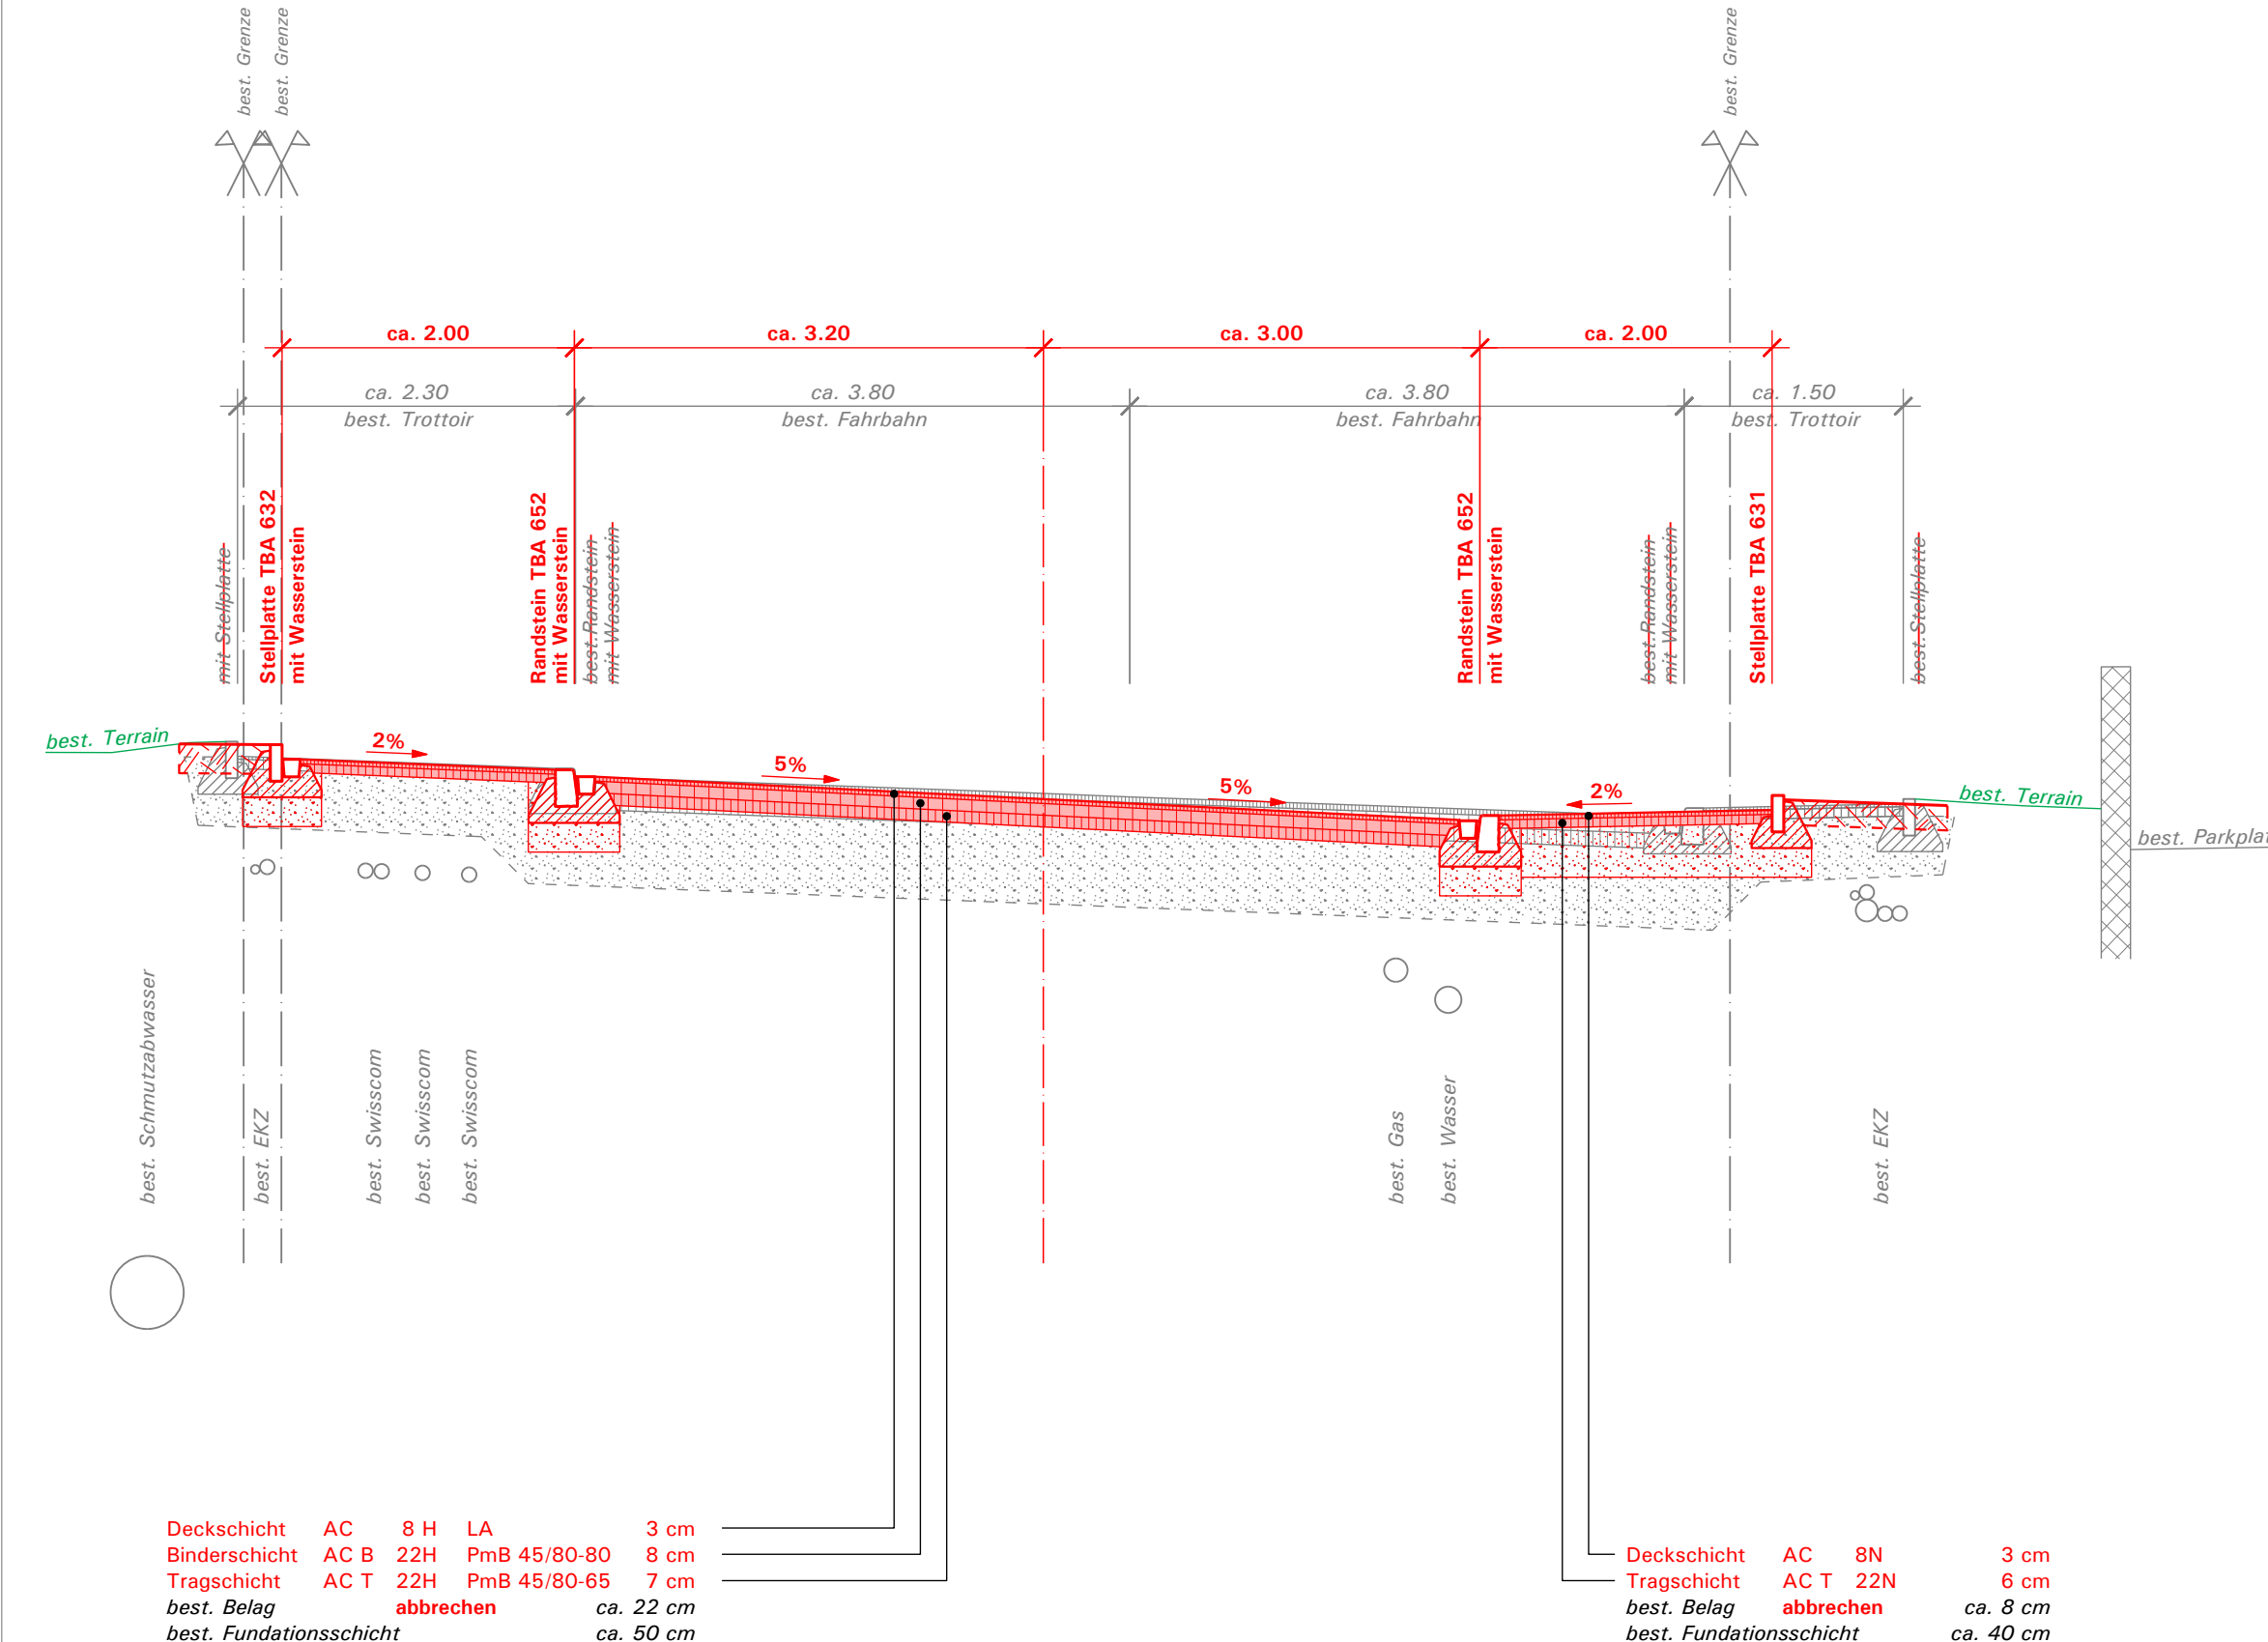 best. Grenze
best. Grenze
best. Grenze
ca. 2.00
ca. 3.20
ca. 3.00
ca. 2.00
ca. 2.30
best. Trottoir
ca. 3.80
best. Fahrbahn
ca. 3.80
best. Fahrbahn
ca. 1.50
best. Trottoir
mit Stellplatte
Stellplatte TBA 632
mit Wasserstein
Randstein TBA 652
mit Wasserstein
best.Randstein
mit Wasserstein
Randstein TBA 652
mit Wasserstein
best.Randstein
mit Wasserstein
Stellplatte TBA 631
best.Stellplatte
best. Terrain
2%
5%
5%
2%
best. Terrain
best. Parkplat
best. Schmutzabwasser
best. EKZ
best. Swisscom
best. Swisscom
best. Swisscom
best. Gas
best. Wasser
best. EKZ
Deckschicht AC 8 H LA 3 cm
Binderschicht AC B 22H PmB 45/80-80 8 cm
Tragschicht AC T 22H PmB 45/80-65 7 cm
best. Belag abbrechen ca. 22 cm
best. Fundationsschicht ca. 50 cm
Deckschicht AC 8N 3 cm
Tragschicht AC T 22N 6 cm
best. Belag abbrechen ca. 8 cm
best. Fundationsschicht ca. 40 cm